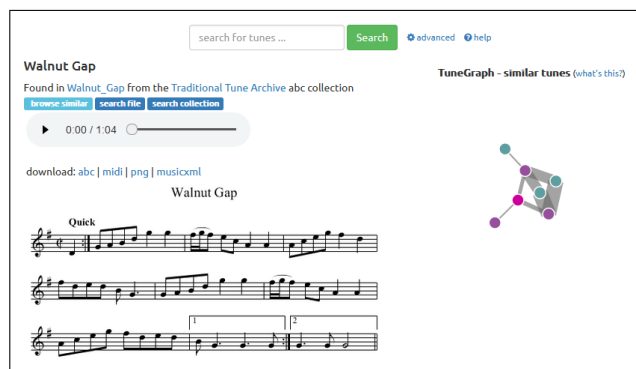 search for tunes ... Search advanced help
Walnut Gap
TuneGraph - similar tunes (what's this?)
Found in Walnut_Gap from the Traditional Tune Archive abc collection
browse similar search file search collection
0:00 / 1:04
download: abc | midi | png | musicxml
Walnut Gap
Quick
1 2